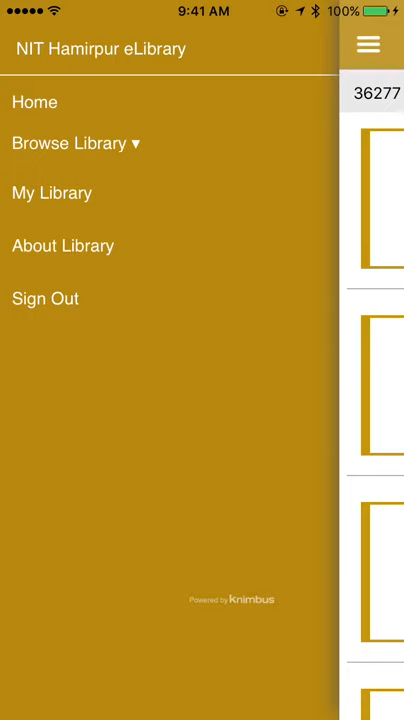 9:41 AM
100%
NIT Hamirpur eLibrary
36277
Home
Browse Library ▾
My Library
About Library
Sign Out
Powered by Knimbus